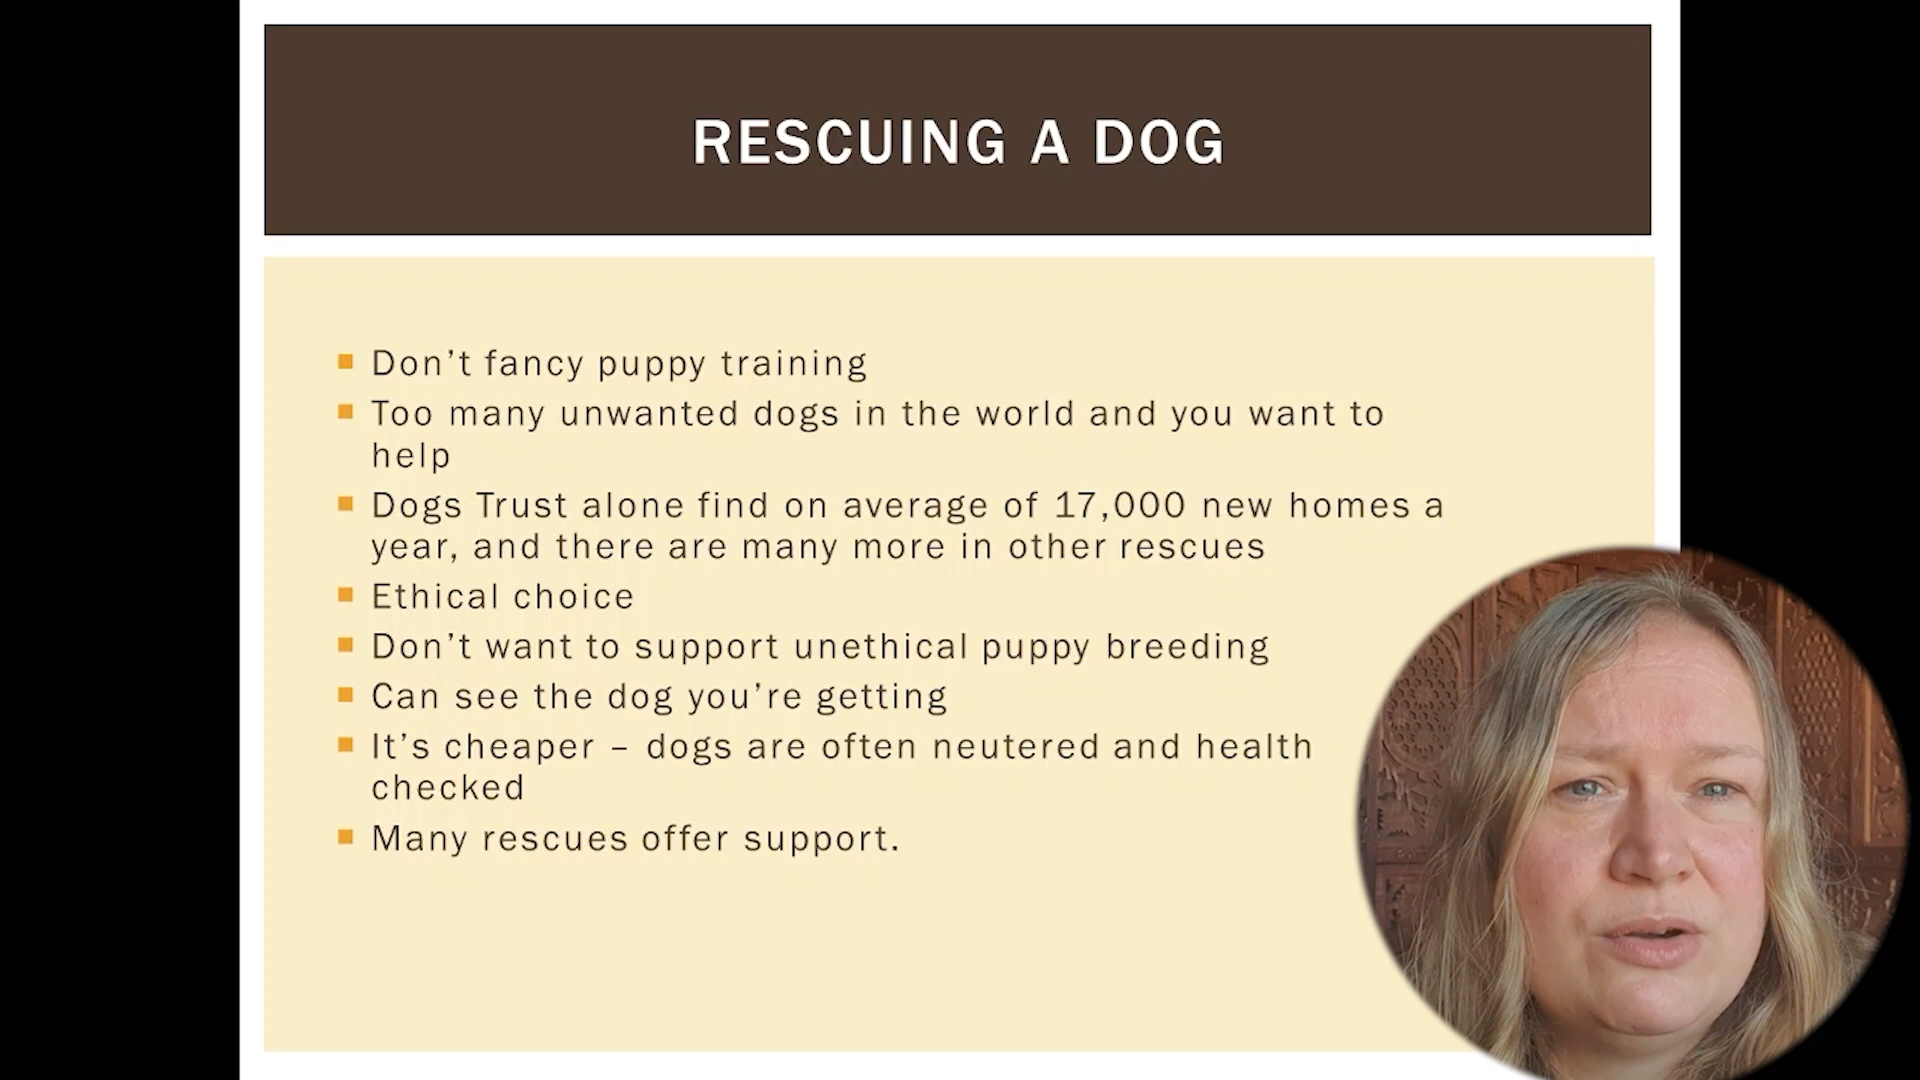 RESCUING A DOG
Don’t fancy puppy training
Too many unwanted dogs in the world and you want to
help
Dogs Trust alone find on average of 17,000 new homes a
year, and there are many more in other rescues
Ethical choice
Don’t want to support unethical puppy breeding
Can see the dog you’re getting
It’s cheaper – dogs are often neutered and health
checked
Many rescues offer support.